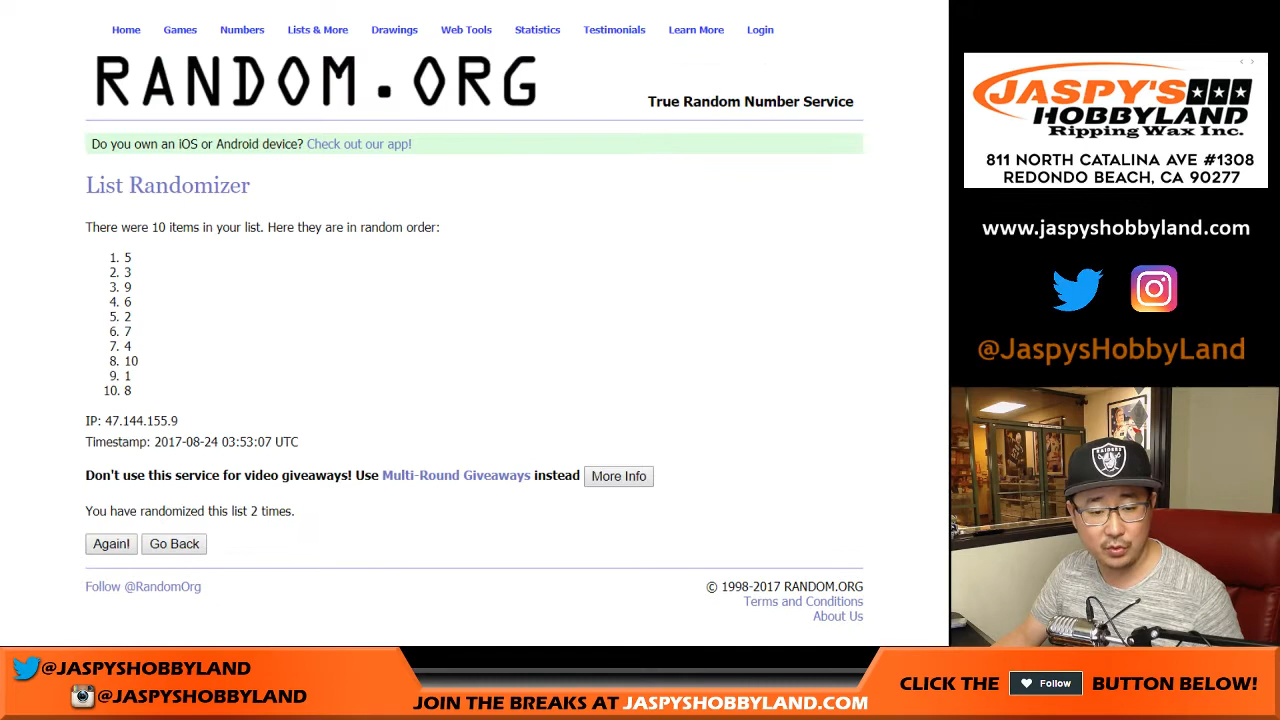 Home Games Numbers Lists & More Drawings Web Tools Statistics Testimonials Learn More Login
RANDOM.ORG
True Random Number Service
Do you own an iOS or Android device? Check out our app!
List Randomizer
There were 10 items in your list. Here they are in random order:
1. 5
2. 3
3. 9
4. 6
5. 2
6. 7
7. 4
8. 10
9. 1
10. 8
IP: 47.144.155.9
Timestamp: 2017-08-24 03:53:07 UTC
Don't use this service for video giveaways! Use Multi-Round Giveaways instead More Info
You have randomized this list 2 times.
Again! Go Back
Follow @RandomOrg
© 1998-2017 RANDOM.ORG
Terms and Conditions
About Us
JASPY'S
HOBBYLAND
Ripping Wax Inc.
811 NORTH CATALINA AVE #1308
REDONDO BEACH, CA 90277
www.jaspyshobbyland.com
@JaspysHobbyLand
RAIDERS
@JASPYSHOBBYLAND
@JASPYSHOBBYLAND
JOIN THE BREAKS AT JASPYSHOBBYLAND.COM
CLICK THE Follow BUTTON BELOW!